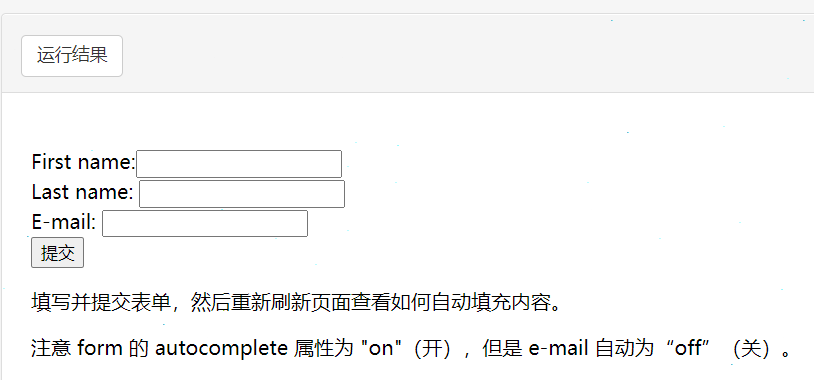 运行结果
First name:
Last name:
E-mail:
提交
填写并提交表单，然后重新刷新页面查看如何自动填充内容。
注意 form 的 autocomplete 属性为 "on"（开），但是 e-mail 自动为“off”（关）。